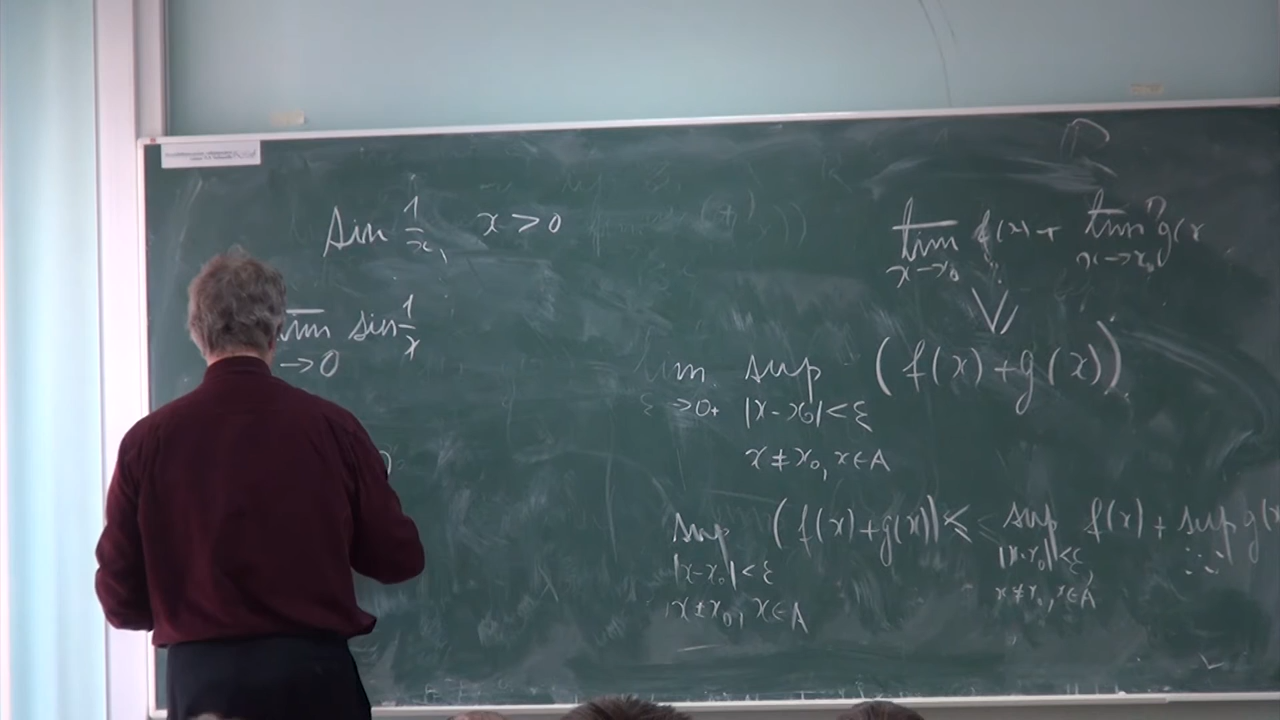 sin 1/x, x > 0
lim sin 1/x
→0
lim f(x) + lim g(x
x→x₀ x→x₀
\/
lim sup (f(x)+g(x))
ε→0+ |x-x₀|<ε
x≠x₀, x∈A
sup (f(x)+g(x)) ≤ sup f(x) + sup g(x
|x-x₀|<ε |x-x₀|<ε
x≠x₀, x∈A x≠x₀, x∈A